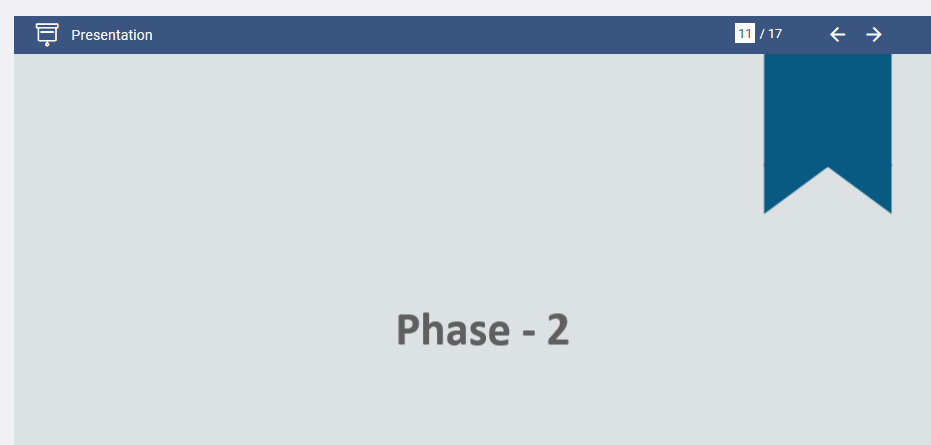 Presentation 11 / 17
Phase - 2